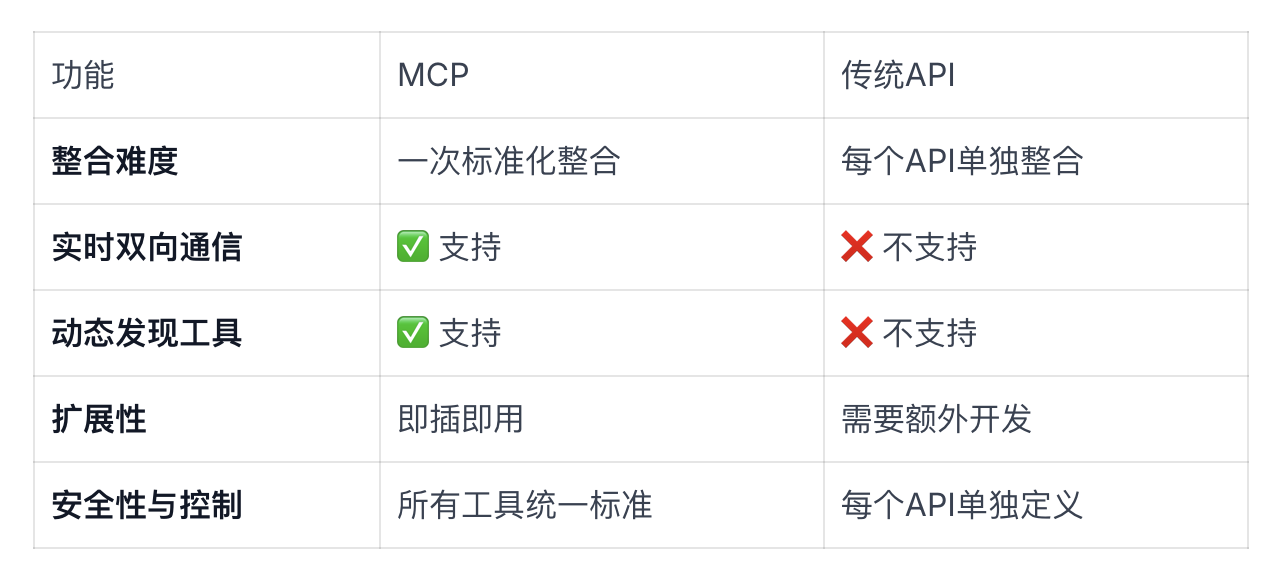 功能 MCP 传统API
整合难度 一次标准化整合 每个API单独整合
实时双向通信 ✅ 支持 ❌ 不支持
动态发现工具 ✅ 支持 ❌ 不支持
扩展性 即插即用 需要额外开发
安全性与控制 所有工具统一标准 每个API单独定义